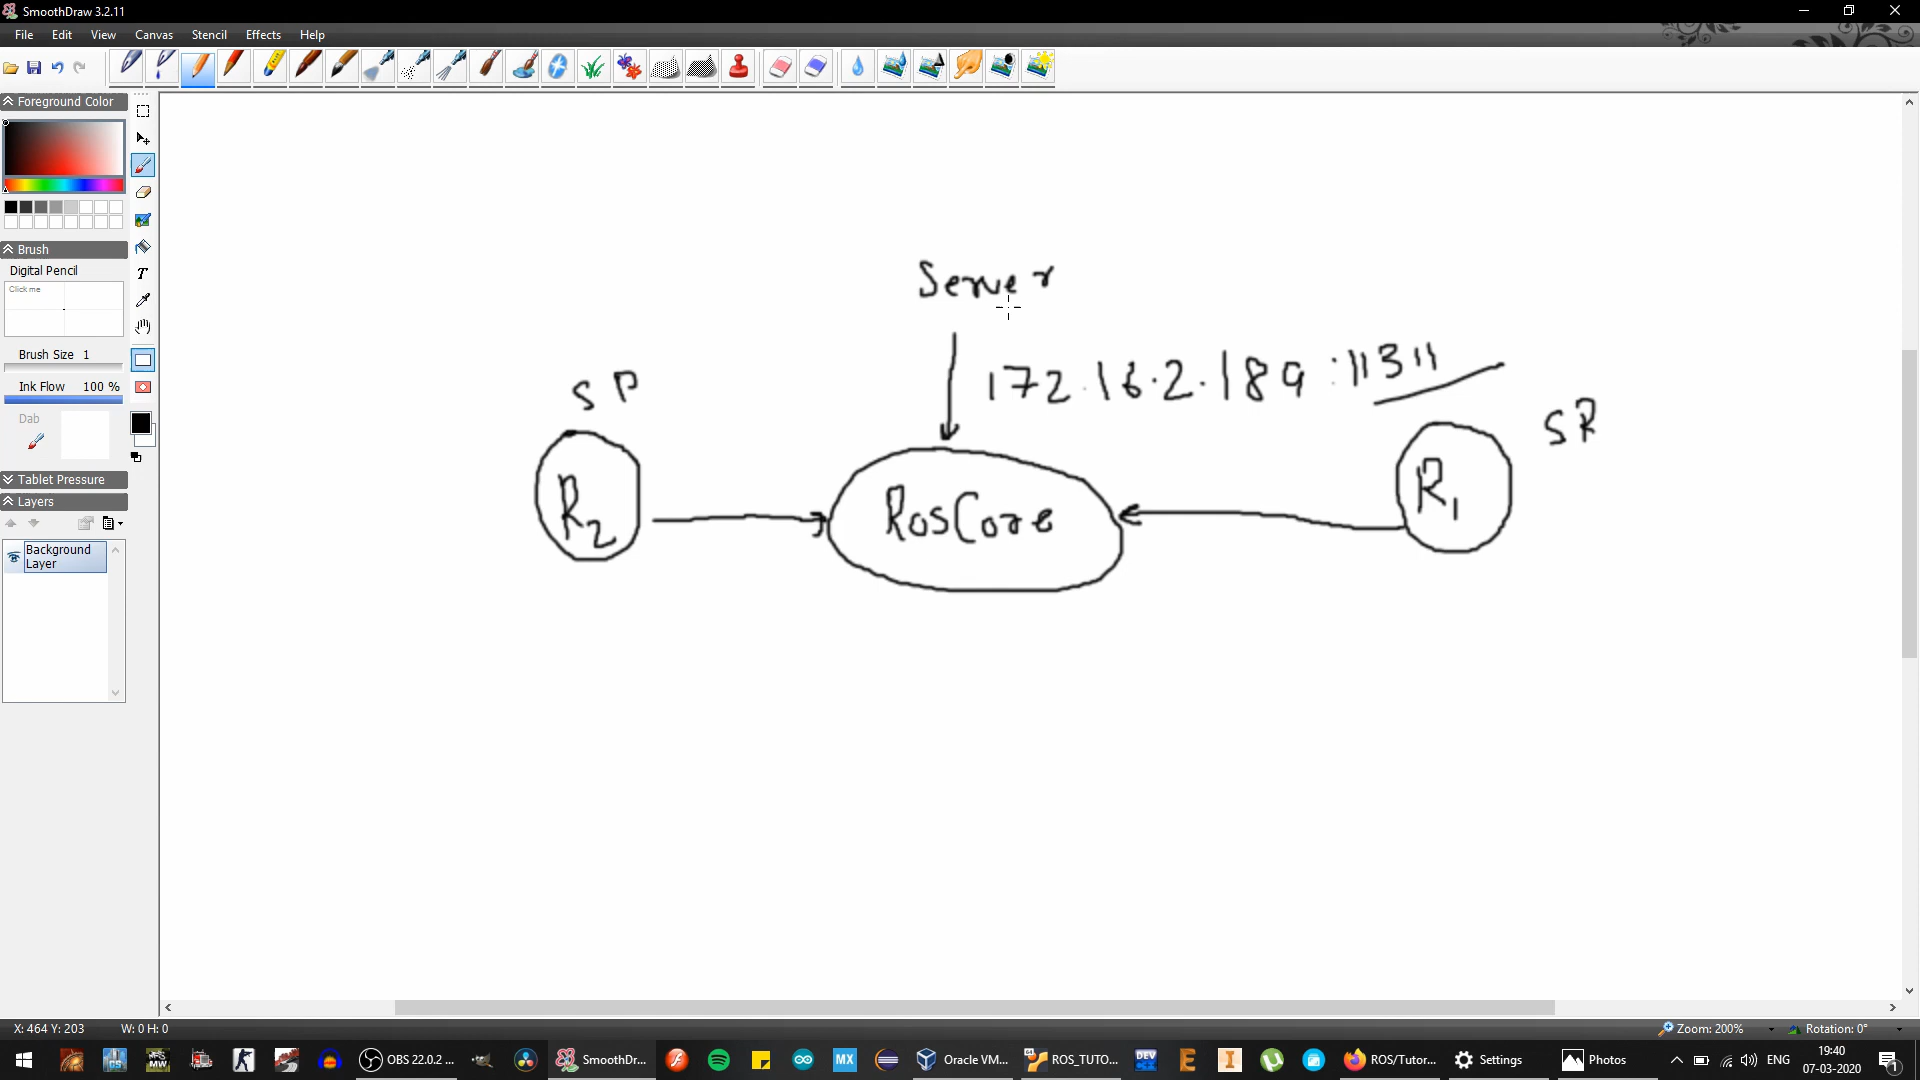 SmoothDraw 3.2.11
File Edit View Canvas Stencil Effects Help
Foreground Color
Brush
Digital Pencil
Click me
Brush Size 1
Ink Flow 100 %
Dab
Tablet Pressure
Layers
Background
Layer
Server
172.16.2.189:11311
SP
SR
R2
RosCore
R1
X: 464 Y: 203 W: 0 H: 0
Zoom: 200% Rotation: 0°
OBS 22.0.2 ... SmoothDr... MX Oracle VM... ROS_TUTO... DEV ROS/Tutor... Settings Photos ENG
19:40
07-03-2020